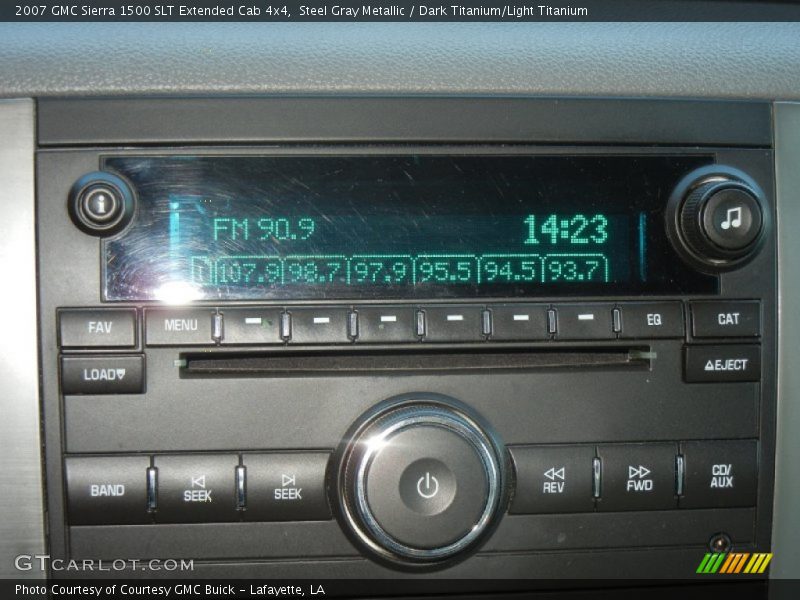 2007 GMC Sierra 1500 SLT Extended Cab 4x4, Steel Gray Metallic / Dark Titanium/Light Titanium
i
FM 90.9 14:23
107.9 98.7 97.9 95.5 94.5 93.7
FAV MENU EQ CAT
LOAD EJECT
BAND SEEK SEEK REV FWD CD/
AUX
GTCARLOT.COM
Photo Courtesy of Courtesy GMC Buick - Lafayette, LA